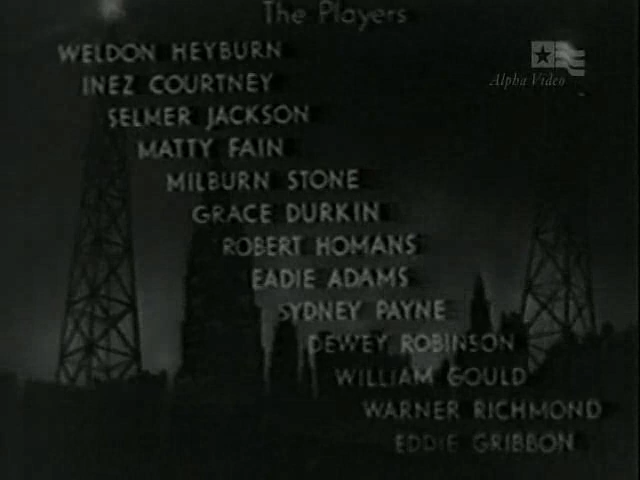 The Players
WELDON HEYBURN
INEZ COURTNEY
SELMER JACKSON
MATTY FAIN
MILBURN STONE
GRACE DURKIN
ROBERT HOMANS
EADIE ADAMS
SYDNEY PAYNE
DEWEY ROBINSON
WILLIAM GOULD
WARNER RICHMOND
EDDIE GRIBBON
Alpha Video